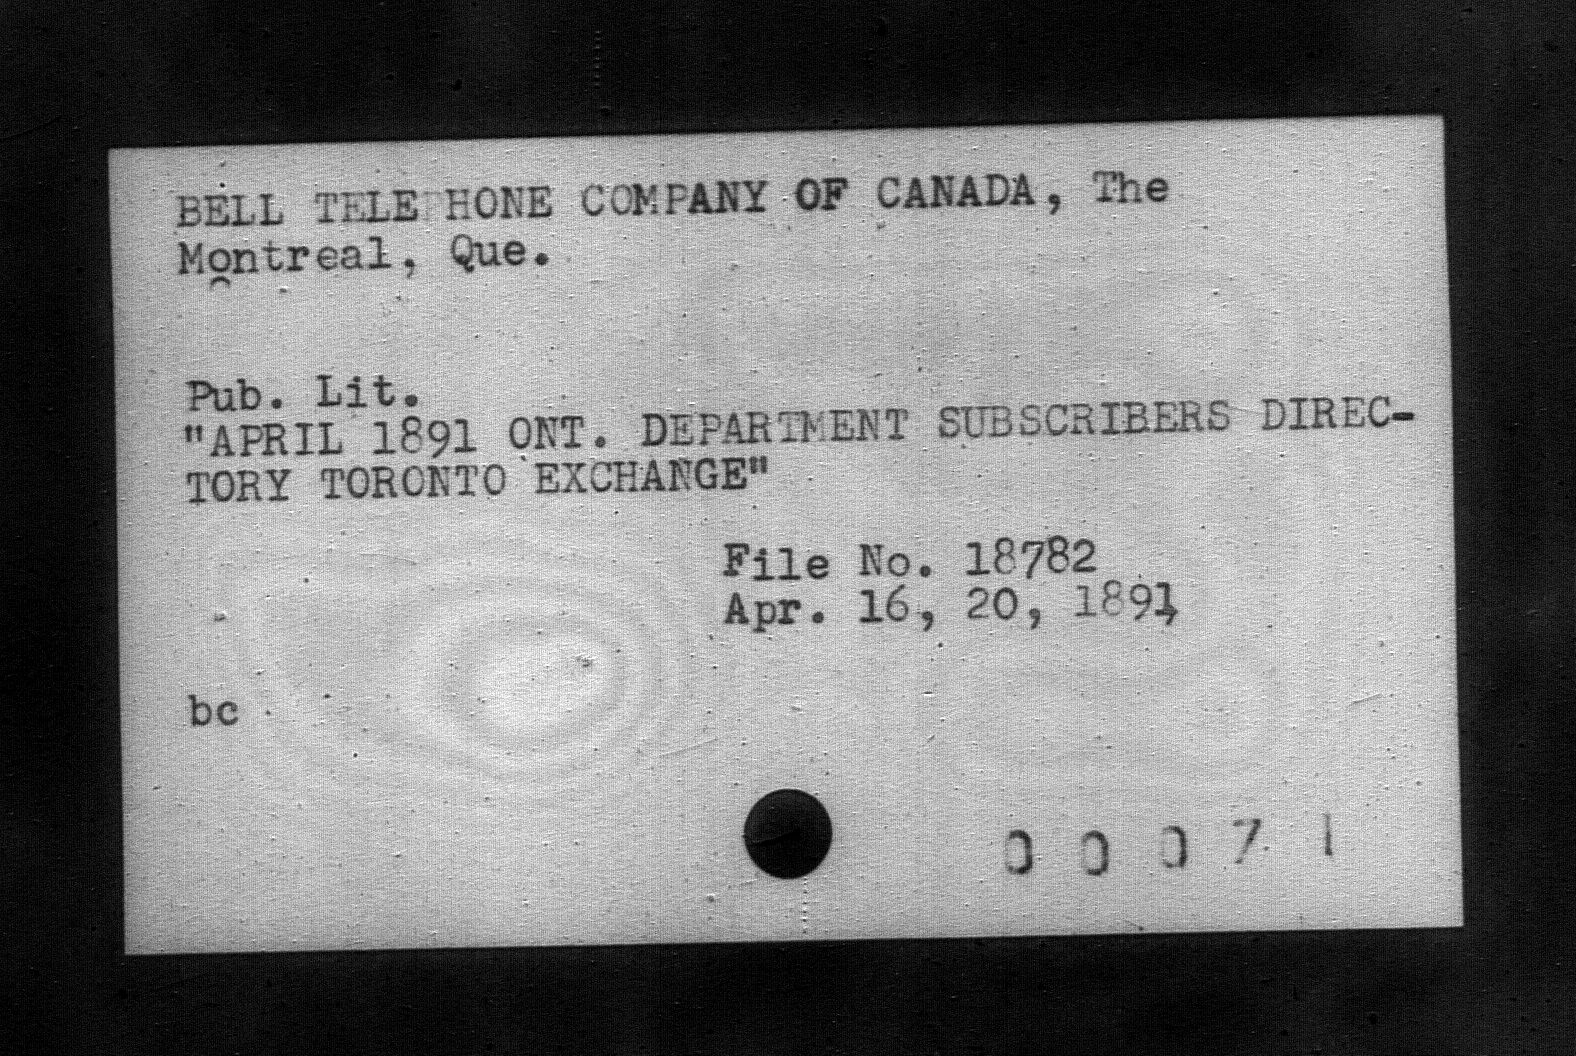 BELL TELEPHONE COMPANY OF CANADA, The
Montreal, Que.
Pub. Lit.
"APRIL 1891 ONT. DEPARTMENT SUBSCRIBERS DIREC-
TORY TORONTO EXCHANGE"
File No. 18782
Apr. 16, 20, 1891,
bc
0 0 0 7 1